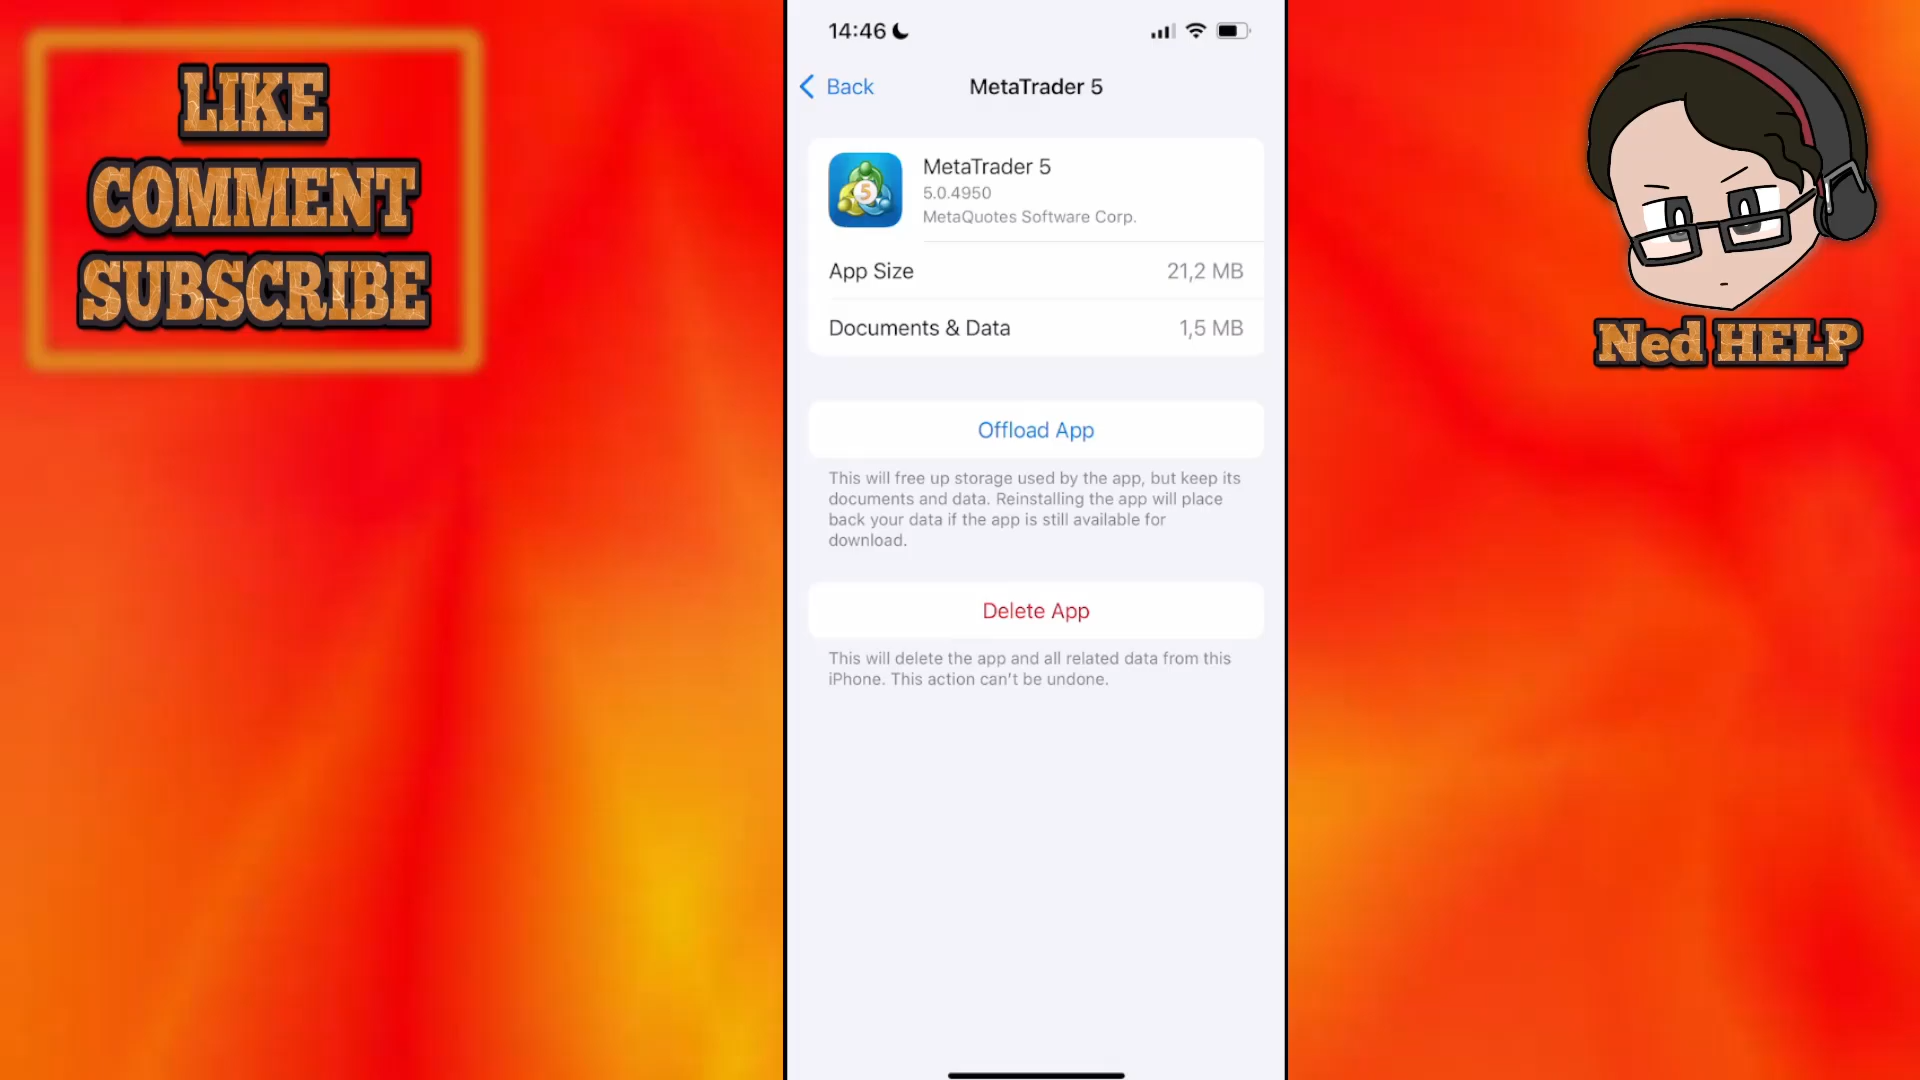 LIKE
COMMENT
SUBSCRIBE
14:46
Back
MetaTrader 5
5
MetaTrader 5
5.0.4950
MetaQuotes Software Corp.
App Size 21,2 MB
Documents & Data 1,5 MB
Offload App
This will free up storage used by the app, but keep its
documents and data. Reinstalling the app will place
back your data if the app is still available for
download.
Delete App
This will delete the app and all related data from this
iPhone. This action can't be undone.
Ned HELP